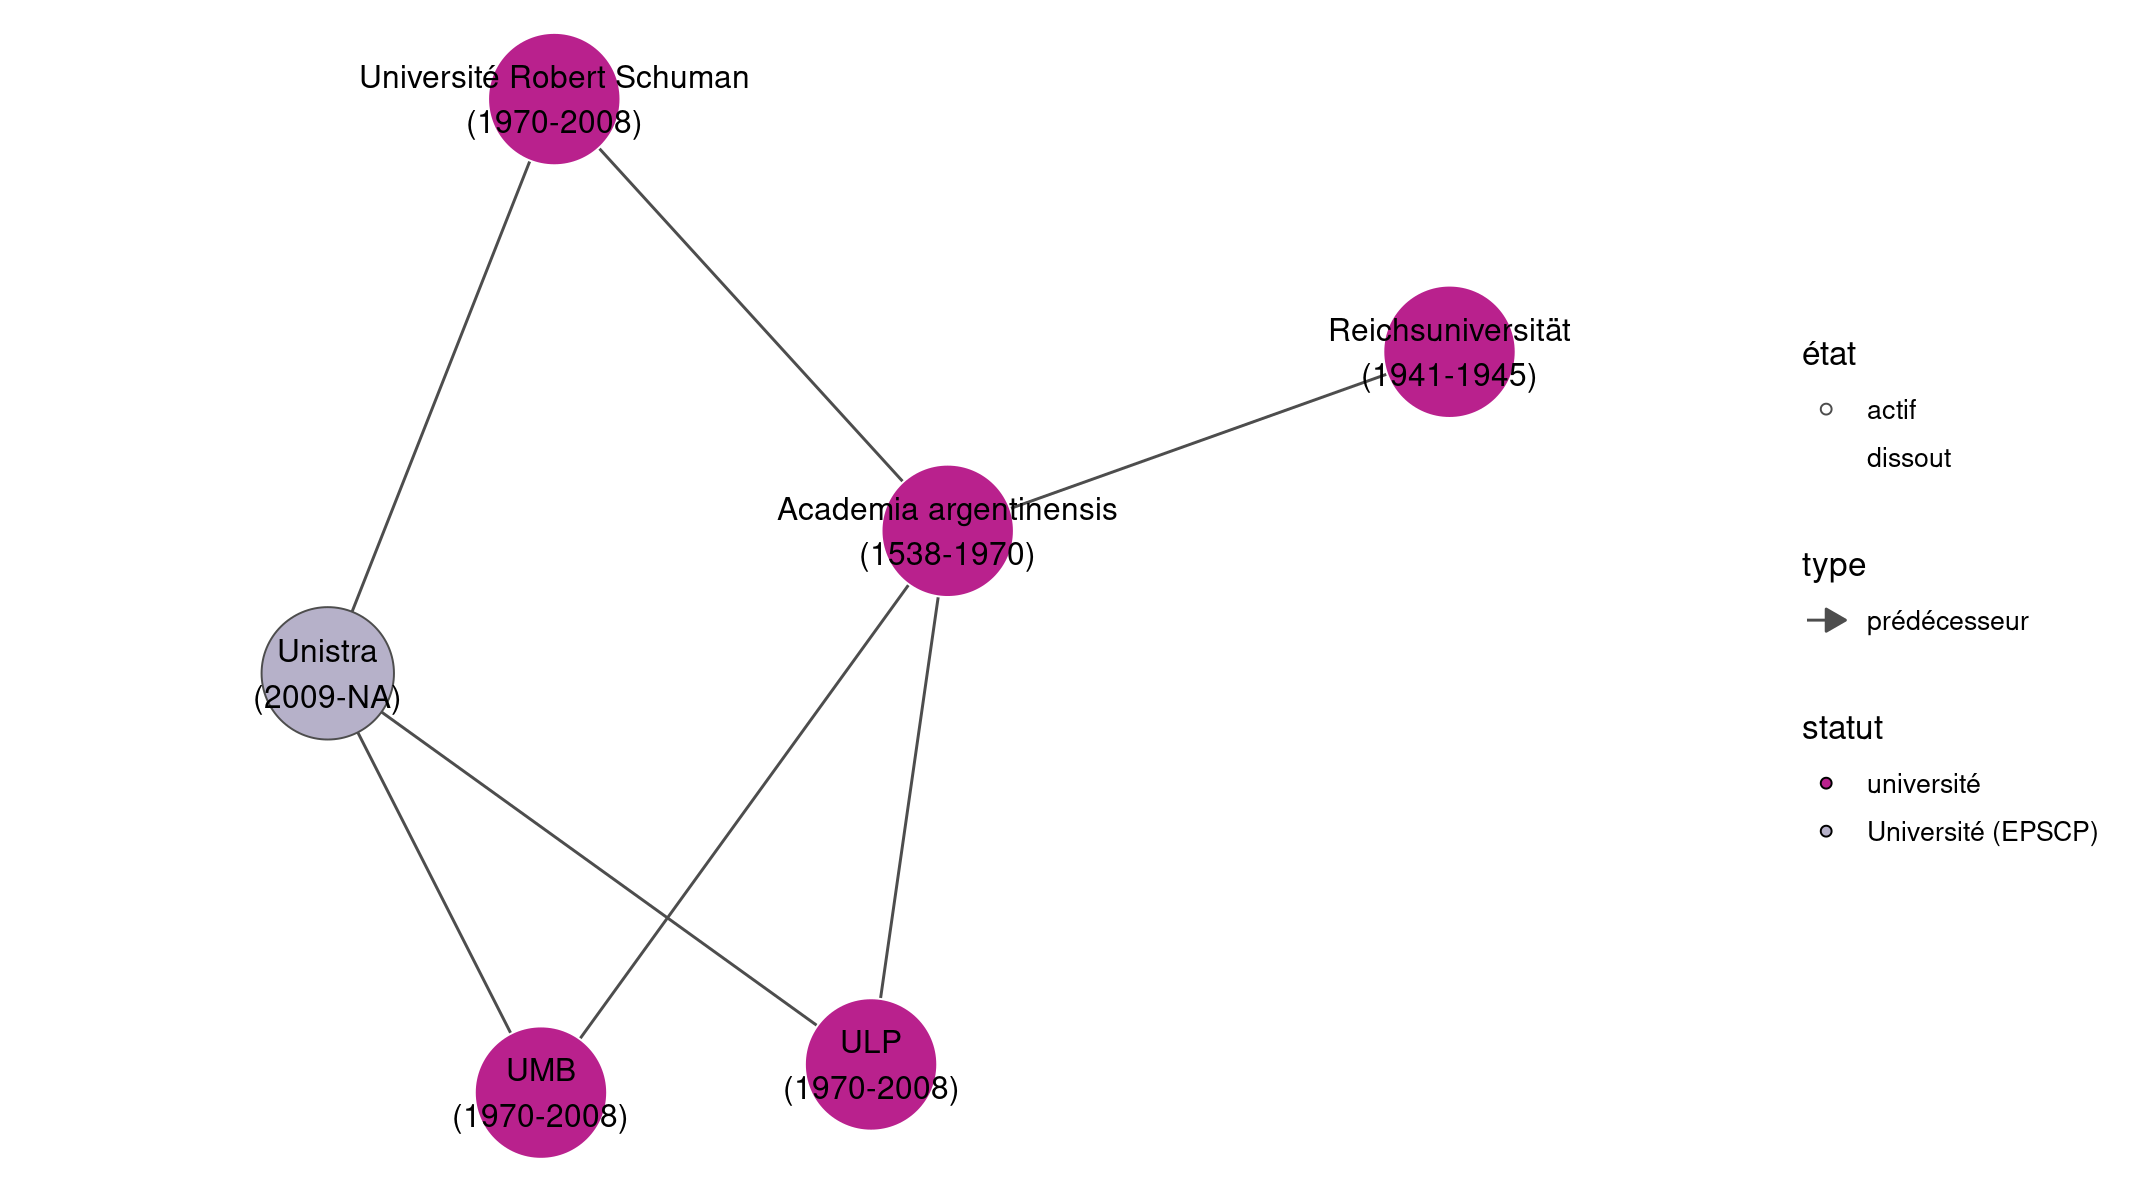 Université Robert Schuman
(1970-2008)
Reichsuniversität
(1941-1945)
Academia argentinensis
(1538-1970)
Unistra
(2009-NA)
ULP
(1970-2008)
UMB
(1970-2008)
état
actif
dissout
type
prédécesseur
statut
université
Université (EPSCP)